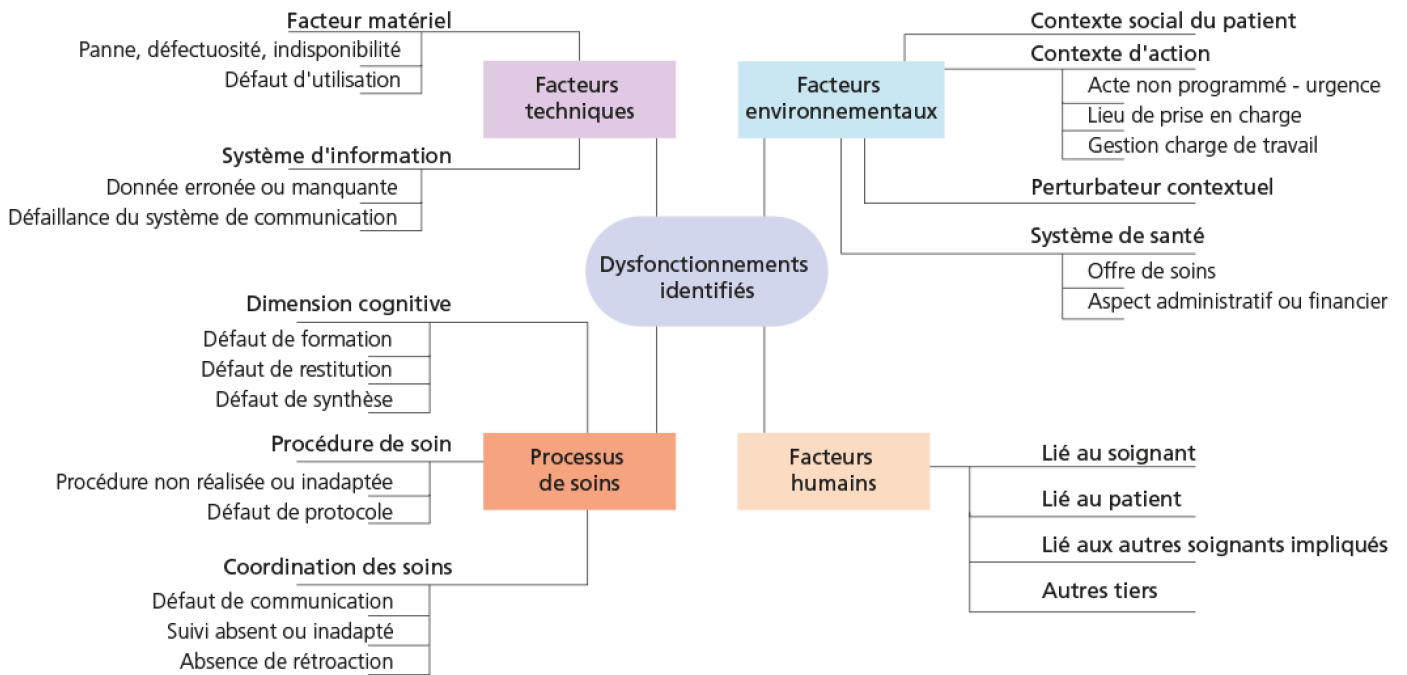 Facteur matériel
Panne, défectuosité, indisponibilité
Défaut d'utilisation
Facteurs
techniques
Système d'information
Donnée erronée ou manquante
Défaillance du système de communication
Contexte social du patient
Contexte d'action
Acte non programmé - urgence
Lieu de prise en charge
Gestion charge de travail
Facteurs
environnementaux
Perturbateur contextuel
Système de santé
Offre de soins
Aspect administratif ou financier
Dysfonctionnements
identifiés
Dimension cognitive
Défaut de formation
Défaut de restitution
Défaut de synthèse
Procédure de soin
Procédure non réalisée ou inadaptée
Défaut de protocole
Processus
de soins
Coordination des soins
Défaut de communication
Suivi absent ou inadapté
Absence de rétroaction
Facteurs
humains
Lié au soignant
Lié au patient
Lié aux autres soignants impliqués
Autres tiers